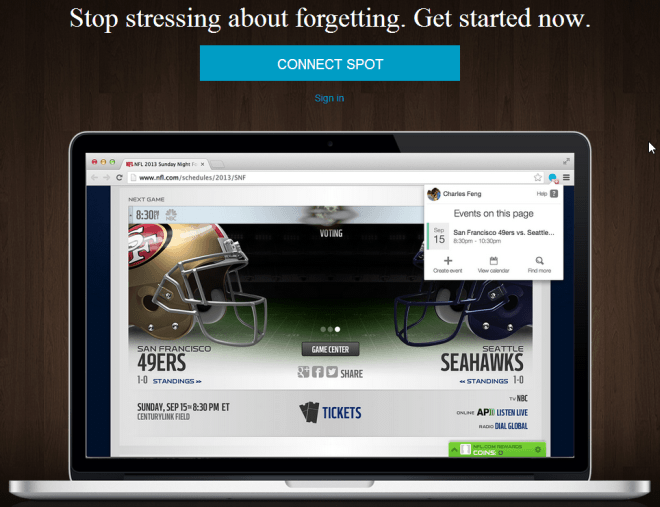 Stop stressing about forgetting. Get started now.
CONNECT SPOT
Sign in
NFL 2013 Sunday Night Fo
www.nfl.com/schedules/2013/SNF
Charles Feng
Help ?
Events on this page
Sep
15
San Francisco 49ers vs. Seattle...
8:30pm - 10:30pm
Create event
View calendar
Find more
NEXT GAME
8:30
NBC
VOTING
SAN FRANCISCO
49ERS
1-0 STANDINGS >>
GAME CENTER
SHARE
SEATTLE
SEAHAWKS
<< STANDINGS 1-0
SUNDAY, SEP 15TH 8:30 PM ET
CENTURYLINK FIELD
TICKETS
TV NBC
ONLINE AP LISTEN LIVE
RADIO DIAL GLOBAL
NFL.COM REWARDS
COINS: 0